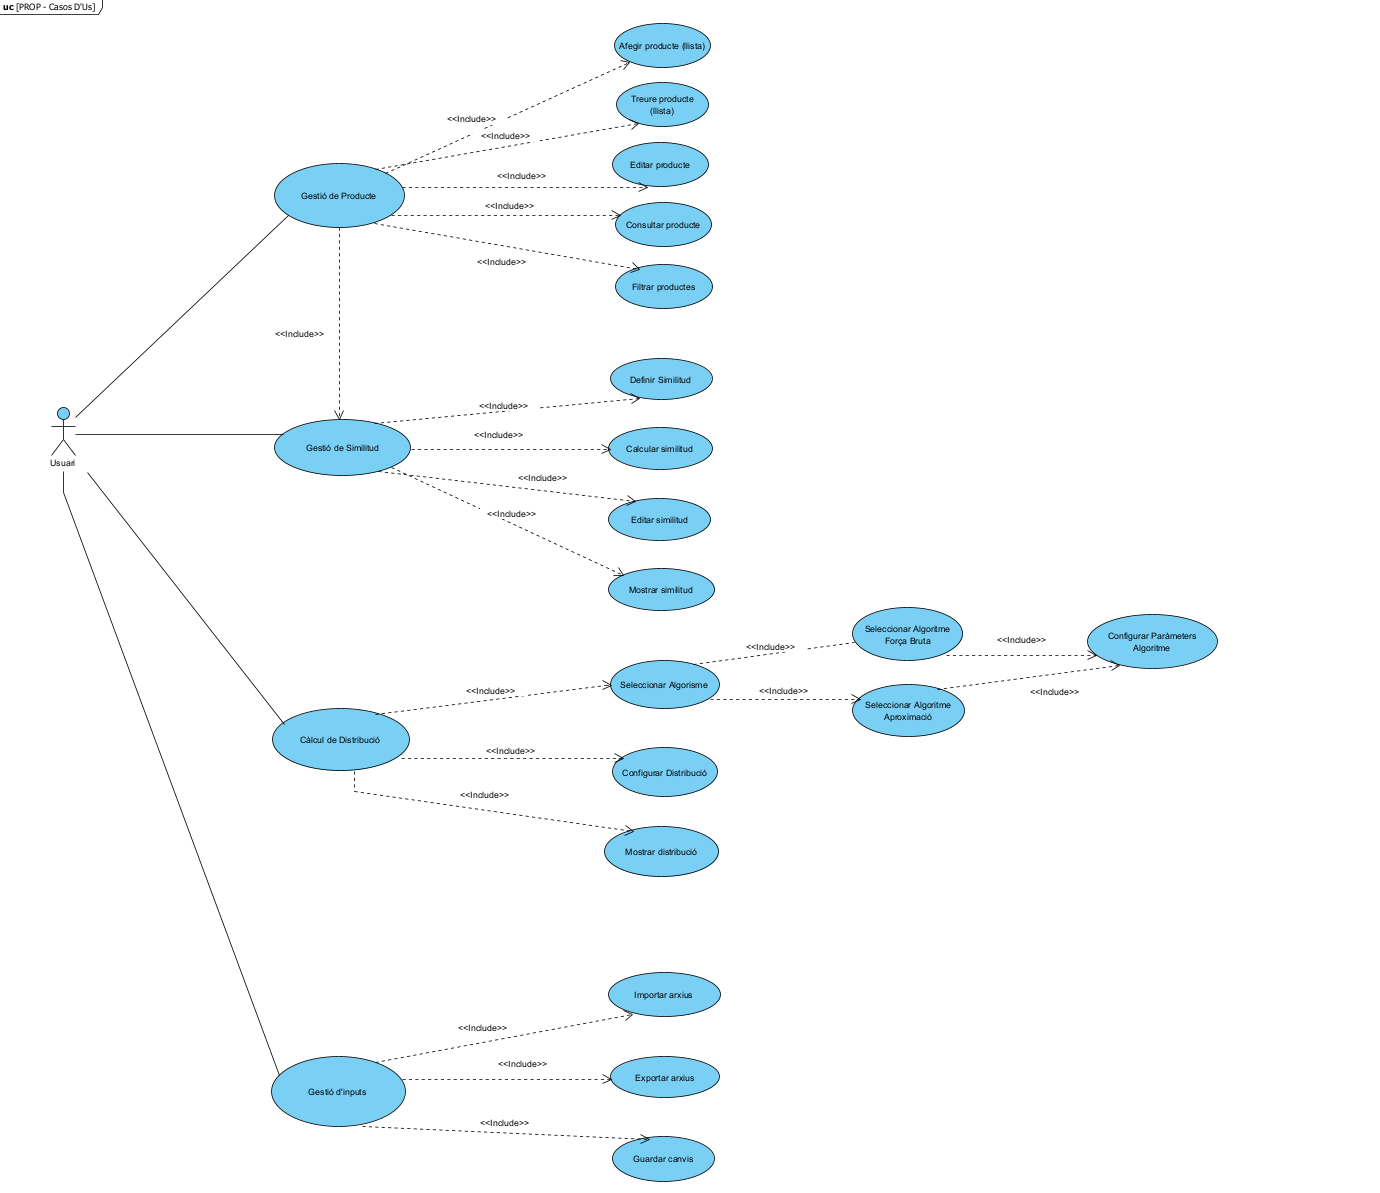 uc [PROP - Casos D'Us]
Afegir producte (llista)
<<Include>>
Treure producte
(llista)
<<Include>>
Editar producte
<<Include>>
Gestió de Producte
<<Include>>
Consultar producte
<<Include>>
Filtrar productes
<<Include>>
Definir Similitud
<<Include>>
Usuari
<<Include>>
Gestió de Similitud
Calcular similitud
<<Include>>
Editar similitud
<<Include>>
Mostrar similitud
Seleccionar Algoritme
Força Bruta
<<Include>>
Configurar Paràmeters
Algoritme
<<Include>>
Seleccionar Algorisme
<<Include>>
<<Include>>
<<Include>>
Seleccionar Algoritme
Aproximació
Càlcul de Distribució
<<Include>>
Configurar Distribució
<<Include>>
Mostrar distribució
Importar arxius
<<Include>>
<<Include>>
Exportar arxius
Gestió d'inputs
<<Include>>
Guardar canvis